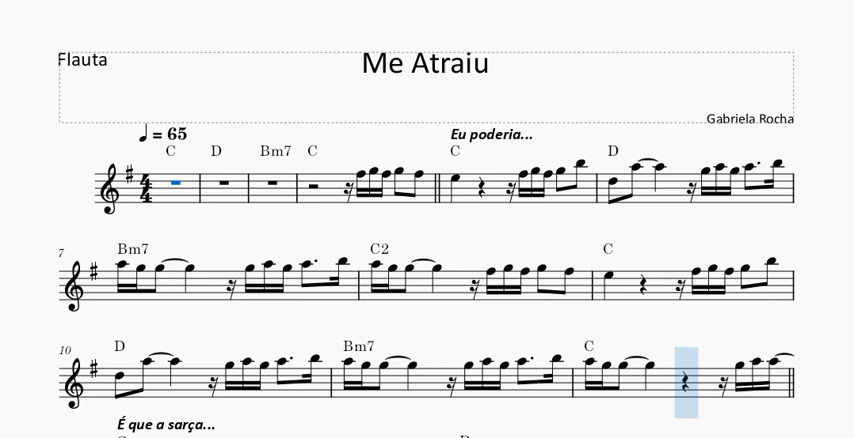 Flauta
Me Atraiu
Gabriela Rocha
= 65
Eu poderia...
C D Bm7 C C D
7
Bm7 C2 C
10
D Bm7 C
É que a sarça...